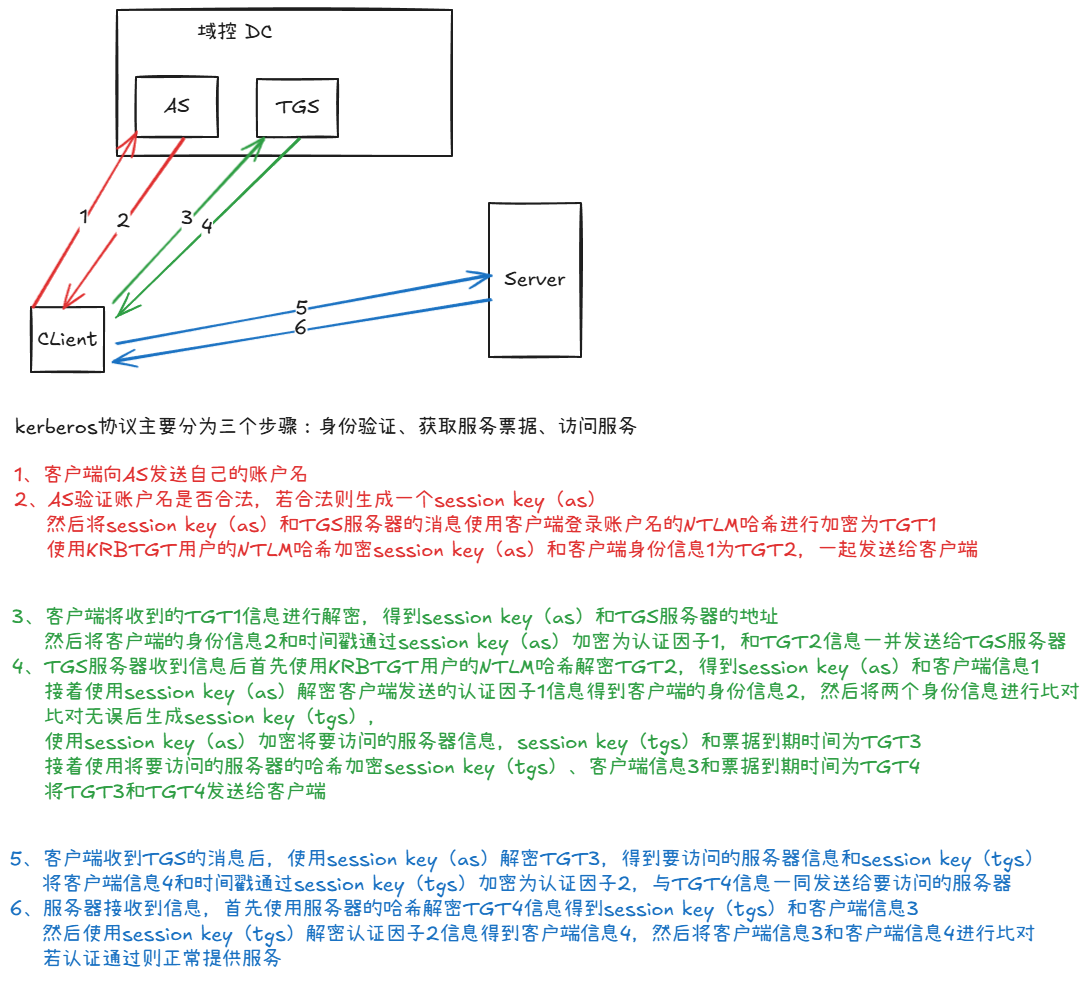 域控 DC
AS
TGS
1
2
3
4
Server
5
6
CLient
kerberos协议主要分为三个步骤：身份验证、获取服务票据、访问服务
1、客户端向AS发送自己的账户名
2、AS验证账户名是否合法，若合法则生成一个session key（as）
然后将session key（as）和TGS服务器的消息使用客户端登录账户名的NTLM哈希进行加密为TGT1
使用KRBTGT用户的NTLM哈希加密session key（as）和客户端身份信息1为TGT2，一起发送给客户端
3、客户端将收到的TGT1信息进行解密，得到session key（as）和TGS服务器的地址
然后将客户端的身份信息2和时间戳通过session key（as）加密为认证因子1，和TGT2信息一并发送给TGS服务器
4、TGS服务器收到信息后首先使用KRBTGT用户的NTLM哈希解密TGT2，得到session key（as）和客户端信息1
接着使用session key（as）解密客户端发送的认证因子1信息得到客户端的身份信息2，然后将两个身份信息进行比对
比对无误后生成session key（tgs），
使用session key（as）加密将要访问的服务器信息，session key（tgs）和票据到期时间为TGT3
接着使用将要访问的服务器的哈希加密session key（tgs）、客户端信息3和票据到期时间为TGT4
将TGT3和TGT4发送给客户端
5、客户端收到TGS的消息后，使用session key（as）解密TGT3，得到要访问的服务器信息和session key（tgs）
将客户端信息4和时间戳通过session key（tgs）加密为认证因子2，与TGT4信息一同发送给要访问的服务器
6、服务器接收到信息，首先使用服务器的哈希解密TGT4信息得到session key（tgs）和客户端信息3
然后使用session key（tgs）解密认证因子2信息得到客户端信息4，然后将客户端信息3和客户端信息4进行比对
若认证通过则正常提供服务